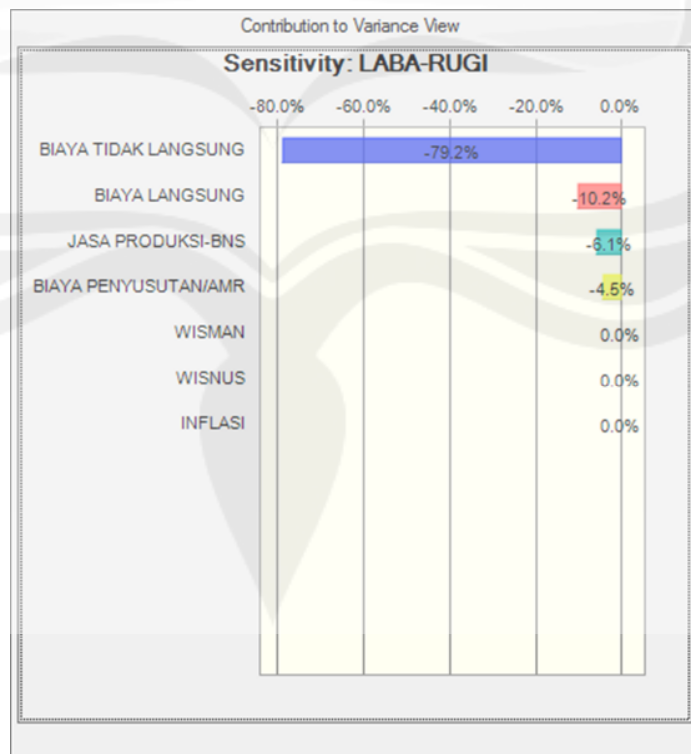 Contribution to Variance View
Sensitivity: LABA-RUGI
-80.0% -60.0% -40.0% -20.0% 0.0%
BIAYA TIDAK LANGSUNG -79.2%
BIAYA LANGSUNG -10.2%
JASA PRODUKSI-BNS -6.1%
BIAYA PENYUSUTAN/AMR -4.5%
WISMAN 0.0%
WISNUS 0.0%
INFLASI 0.0%